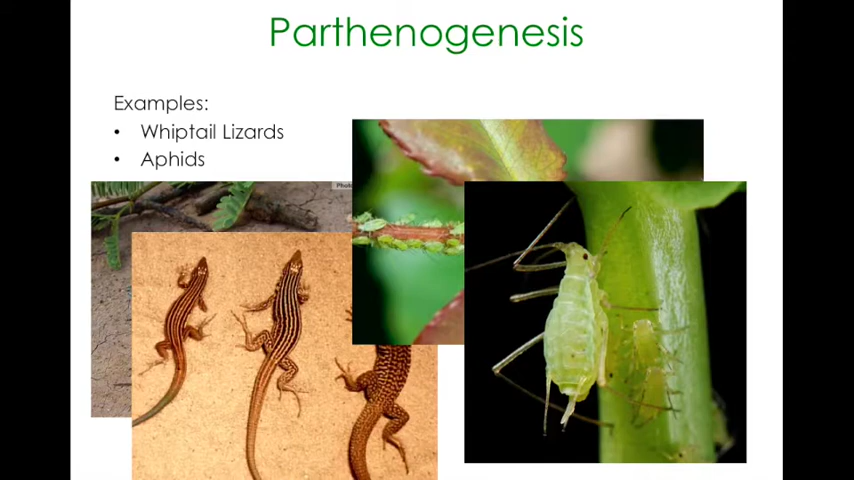 Parthenogenesis
Examples:
• Whiptail Lizards
• Aphids